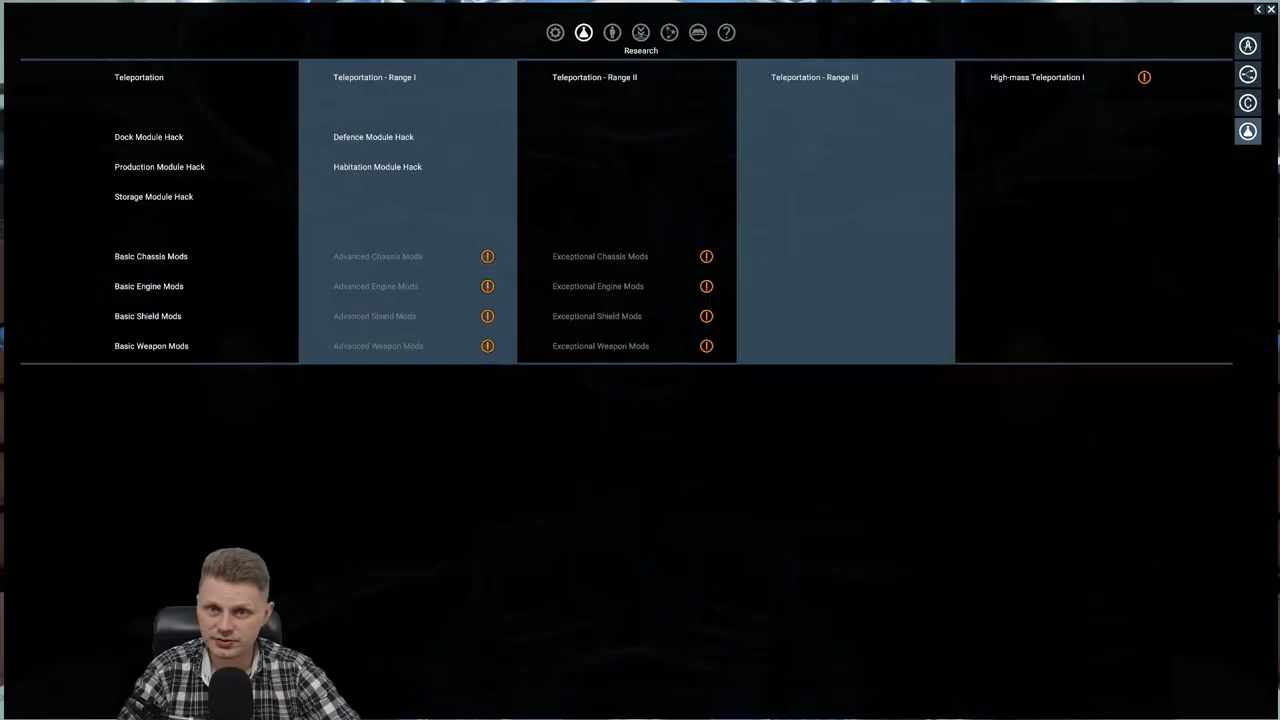 Research
Teleportation
Teleportation - Range I
Teleportation - Range II
Teleportation - Range III
High-mass Teleportation I
Dock Module Hack
Defence Module Hack
Production Module Hack
Habitation Module Hack
Storage Module Hack
Basic Chassis Mods
Advanced Chassis Mods
Exceptional Chassis Mods
Basic Engine Mods
Advanced Engine Mods
Exceptional Engine Mods
Basic Shield Mods
Advanced Shield Mods
Exceptional Shield Mods
Basic Weapon Mods
Advanced Weapon Mods
Exceptional Weapon Mods